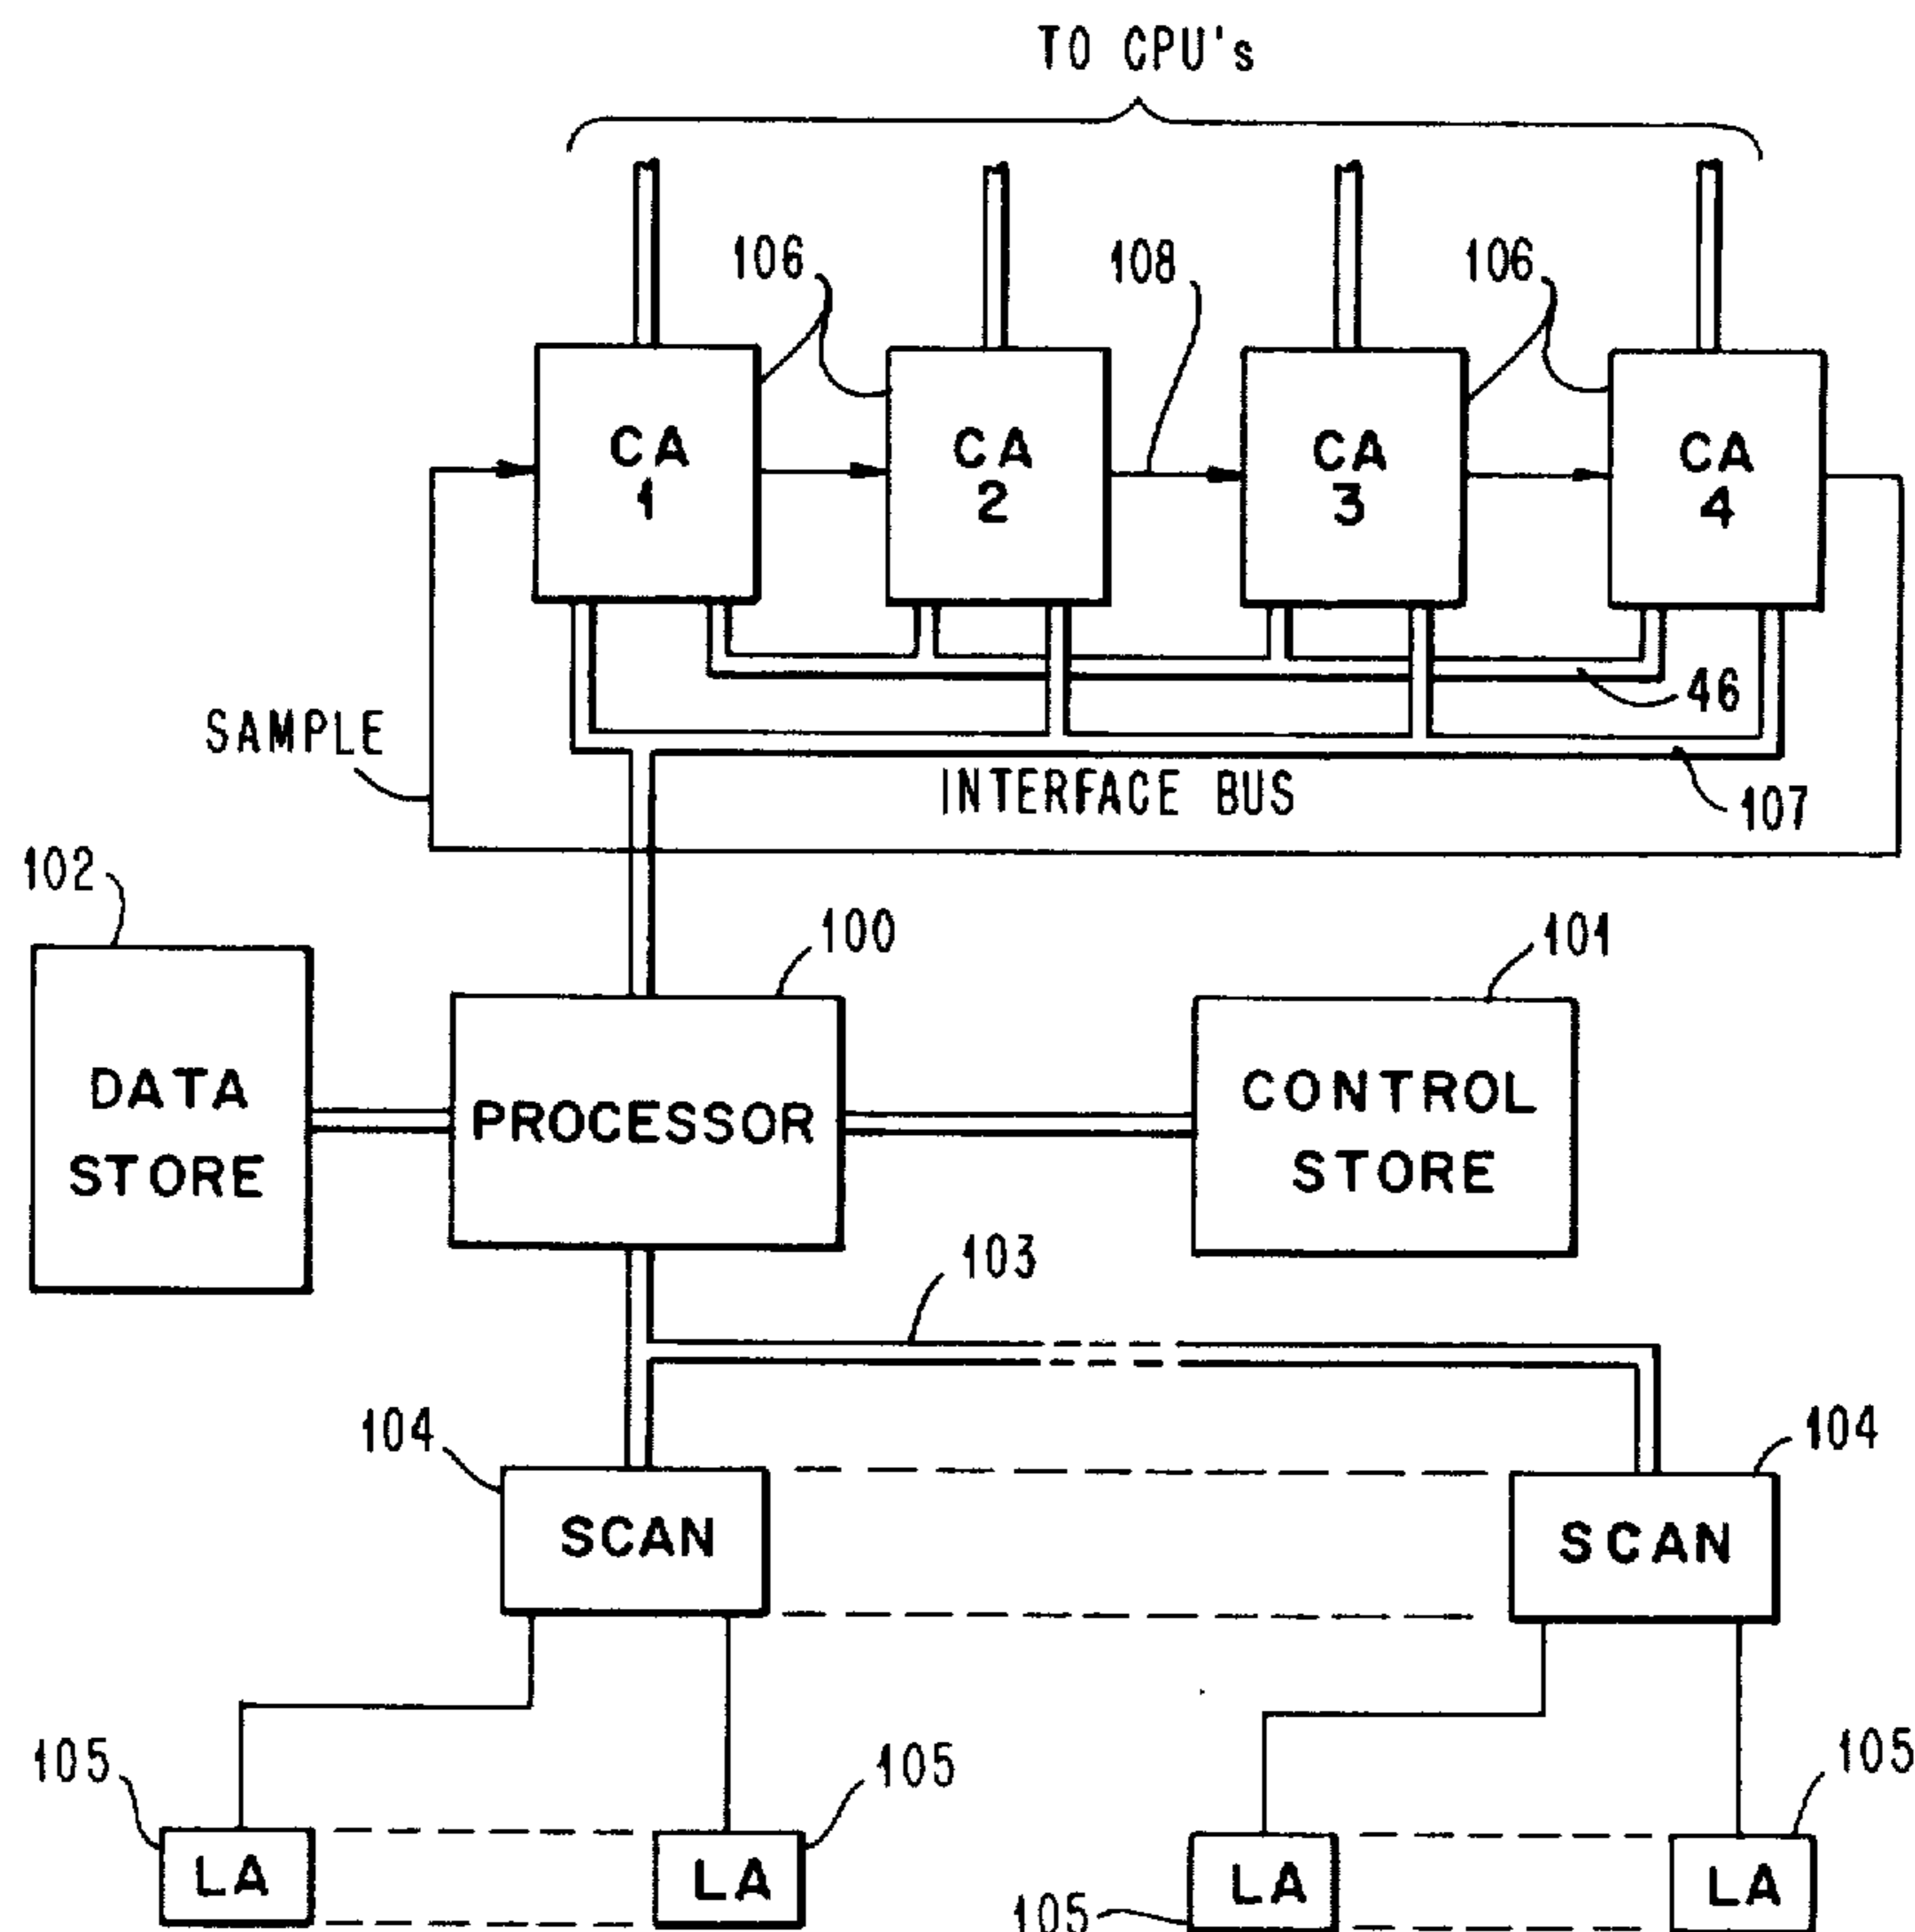 TO CPU's
106
108
106
CA
1
CA
2
CA
3
CA
4
46
SAMPLE
INTERFACE BUS
107
102
100
101
DATA
STORE
PROCESSOR
CONTROL
STORE
103
104
104
SCAN
SCAN
105
105
105
LA
LA
LA
LA
105